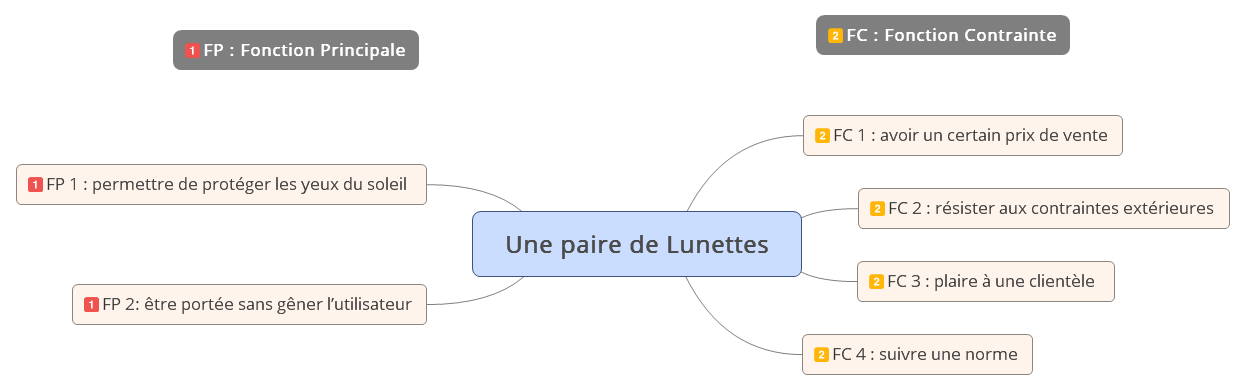 1 FP : Fonction Principale
2 FC : Fonction Contrainte
1 FP 1 : permettre de protéger les yeux du soleil
1 FP 2: être portée sans gêner l’utilisateur
Une paire de Lunettes
2 FC 1 : avoir un certain prix de vente
2 FC 2 : résister aux contraintes extérieures
2 FC 3 : plaire à une clientèle
2 FC 4 : suivre une norme